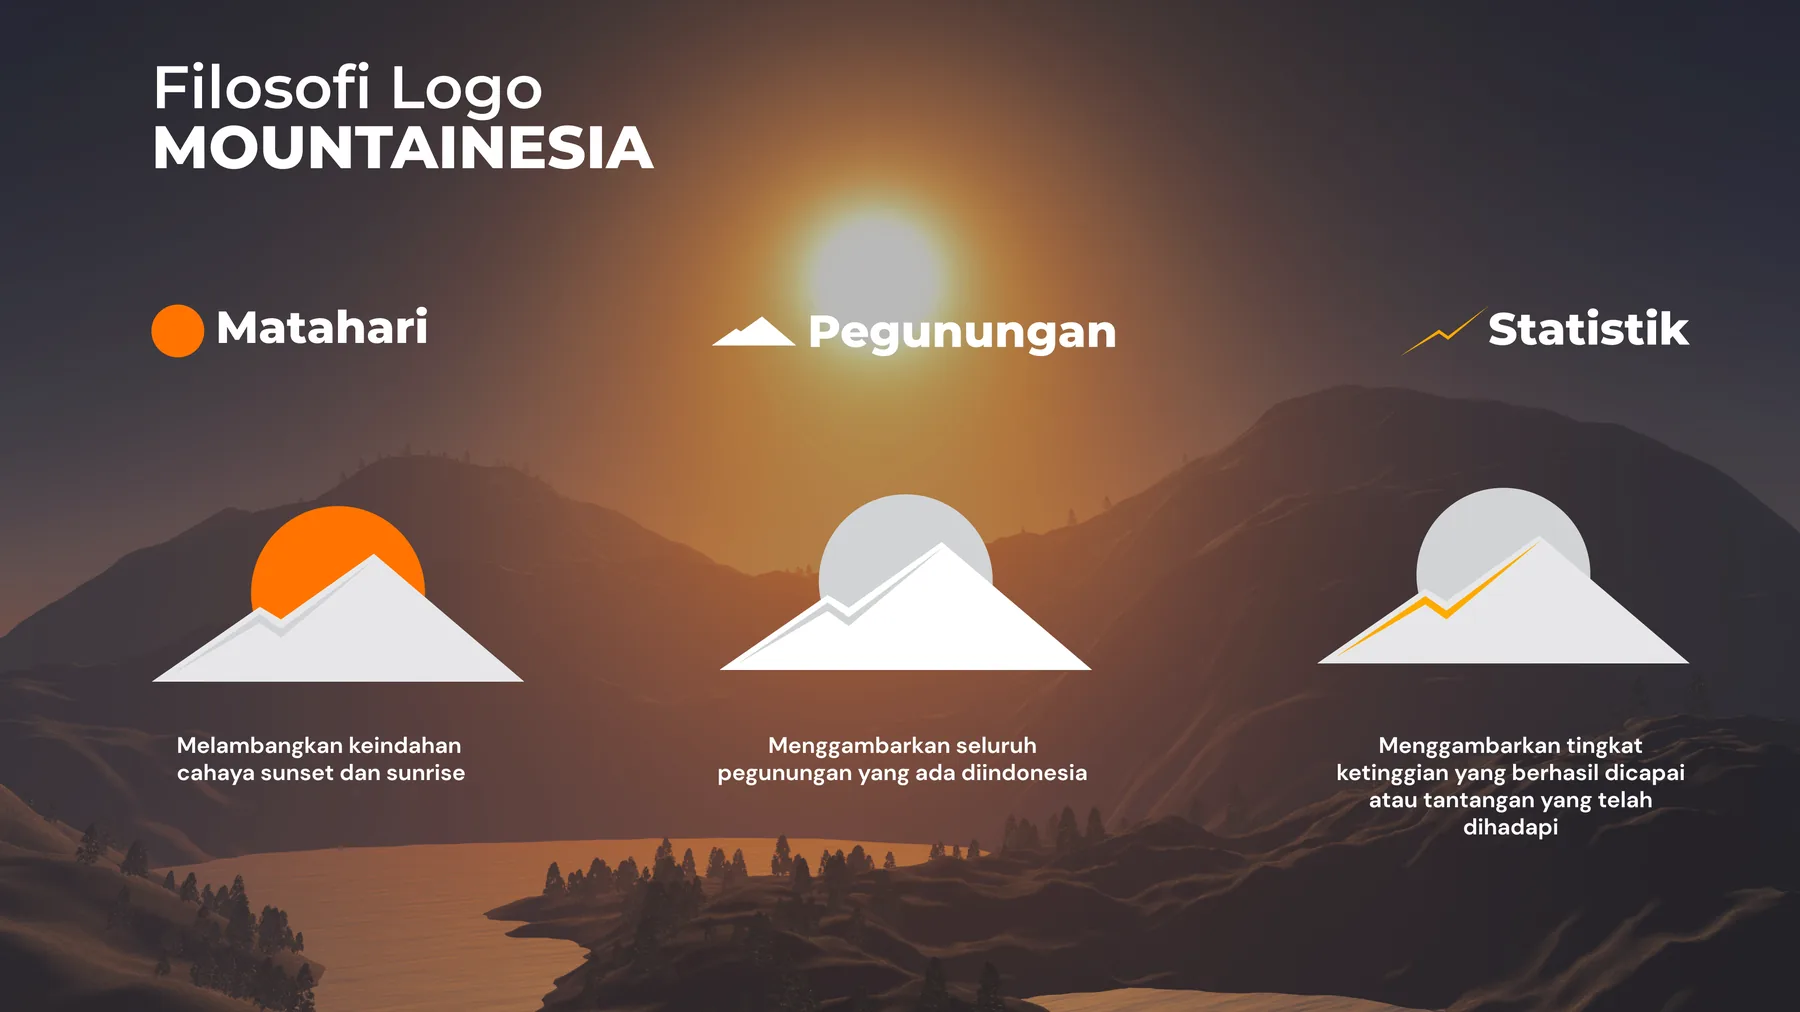 Filosofi Logo
MOUNTAINESIA
Matahari
Pegunungan
Statistik
Melambangkan keindahan
cahaya sunset dan sunrise
Menggambarkan seluruh
pegunungan yang ada diindonesia
Menggambarkan tingkat
ketinggian yang berhasil dicapai
atau tantangan yang telah
dihadapi